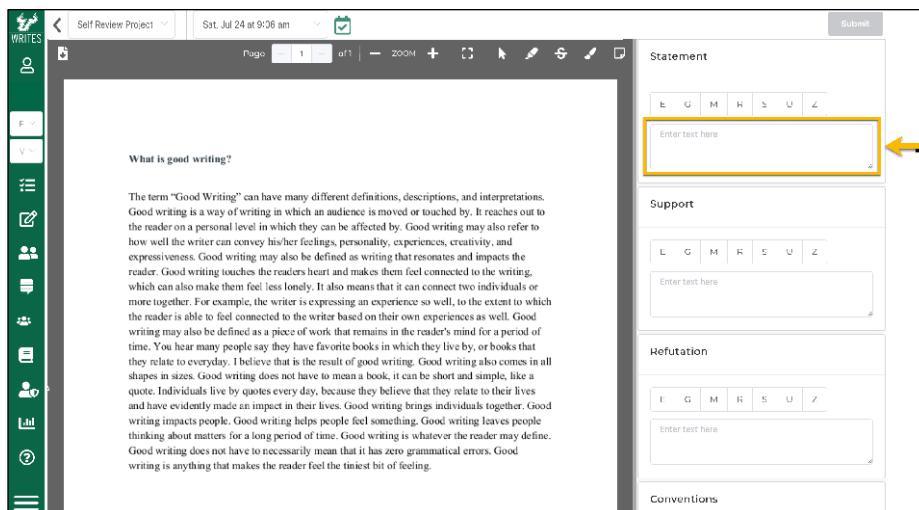 WRITES
Self Review Project
Sat, Jul 24 at 9:06 am
Submit
Page
1
of 1
ZOOM
Statement
E G M R S U Z
Enter text here
Support
E G M R S U Z
Enter text here
Refutation
E G M R S U Z
Enter text here
Conventions
What is good writing?
The term “Good Writing” can have many different definitions, descriptions, and interpretations.
Good writing is a way of writing in which an audience is moved or touched by. It reaches out to
the reader on a personal level in which they can be affected by. Good writing may also refer to
how well the writer can convey his/her feelings, personality, experiences, creativity, and
expressiveness. Good writing may also be defined as writing that resonates and impacts the
reader. Good writing touches the readers heart and makes them feel connected to the writing,
which can also make them feel less lonely. It also means that it can connect two individuals or
more together. For example, the writer is expressing an experience so well, to the extent to which
the reader is able to feel connected to the writer based on their own experiences as well. Good
writing may also be defined as a piece of work that remains in the reader's mind for a period of
time. You hear many people say they have favorite books in which they live by, or books that
they relate to everyday. I believe that is the result of good writing. Good writing also comes in all
shapes in sizes. Good writing does not have to mean a book, it can be short and simple, like a
quote. Individuals live by quotes every day, because they believe that they relate to their lives
and have evidently made an impact in their lives. Good writing brings individuals together. Good
writing impacts people. Good writing helps people feel something. Good writing leaves people
thinking about matters for a long period of time. Good writing is whatever the reader may define.
Good writing does not have to necessarily mean that it has zero grammatical errors. Good
writing is anything that makes the reader feel the tiniest bit of feeling.